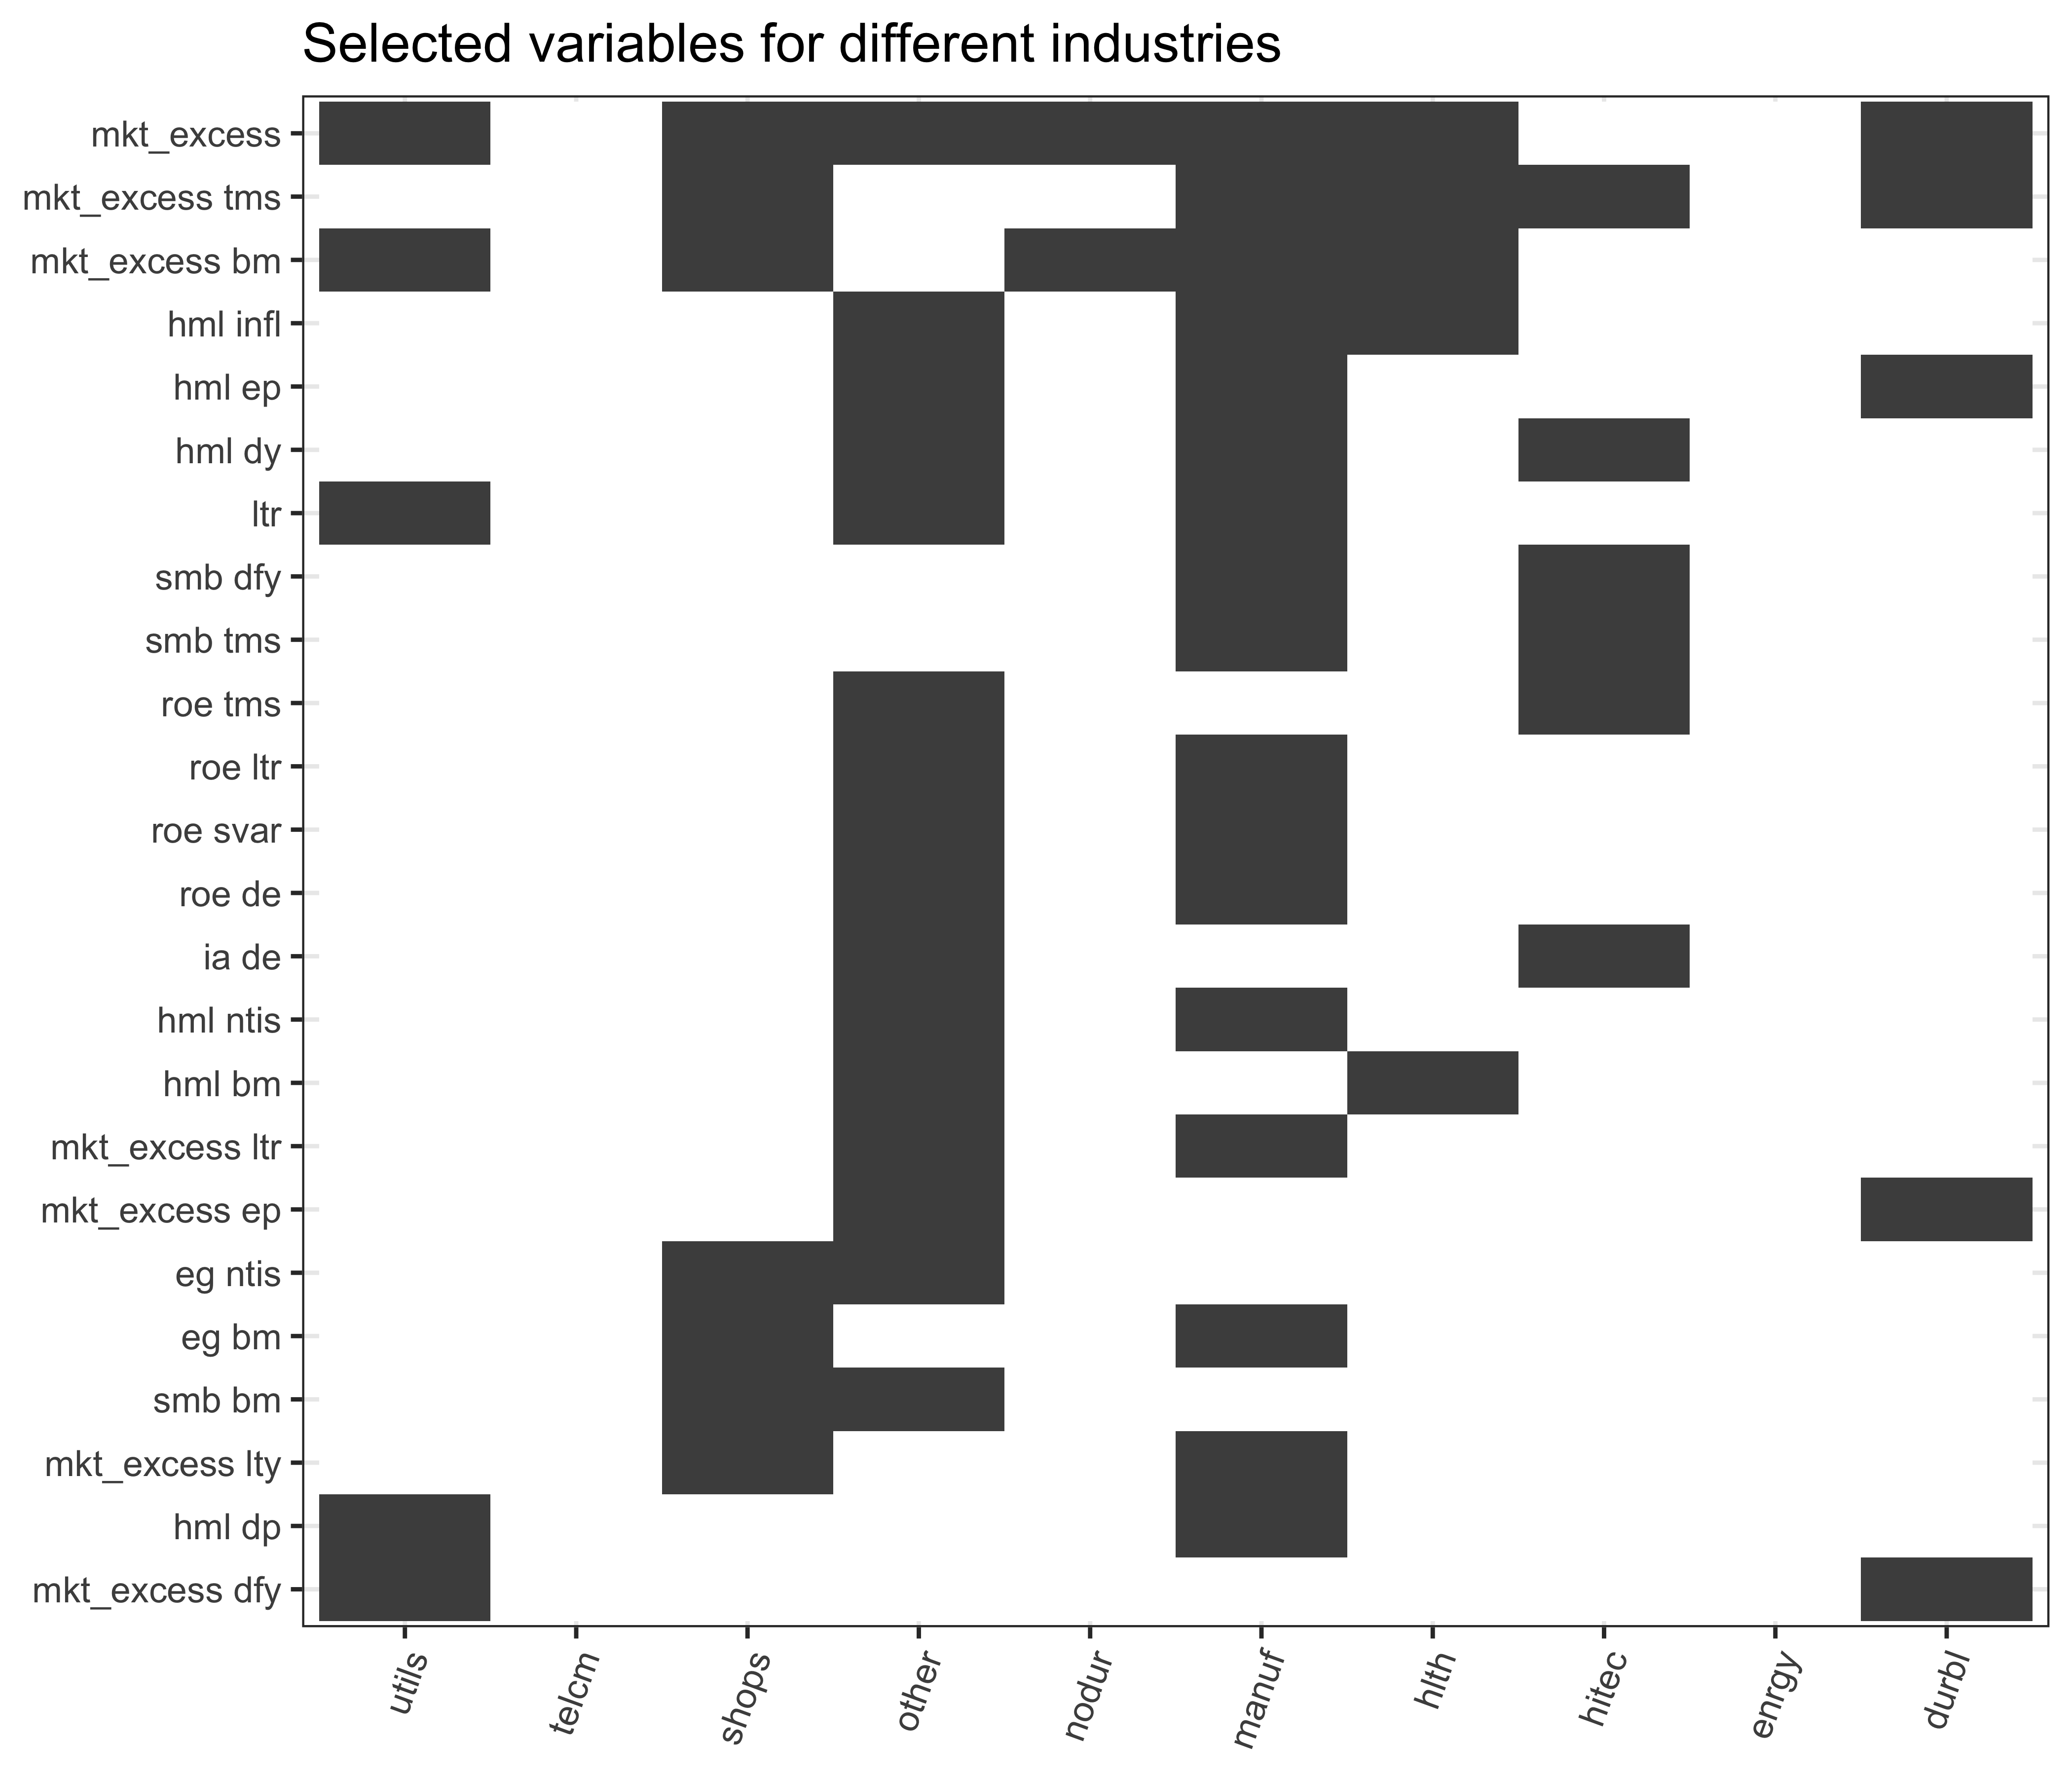 Selected variables for different industries
mkt_excess
mkt_excess tms
mkt_excess bm
hml infl
hml ep
hml dy
ltr
smb dfy
smb tms
roe tms
roe ltr
roe svar
roe de
ia de
hml ntis
hml bm
mkt_excess ltr
mkt_excess ep
eg ntis
eg bm
smb bm
mkt_excess lty
hml dp
mkt_excess dfy
utils
telcm
shops
other
nodur
manuf
hlth
hitec
enrgy
durbl